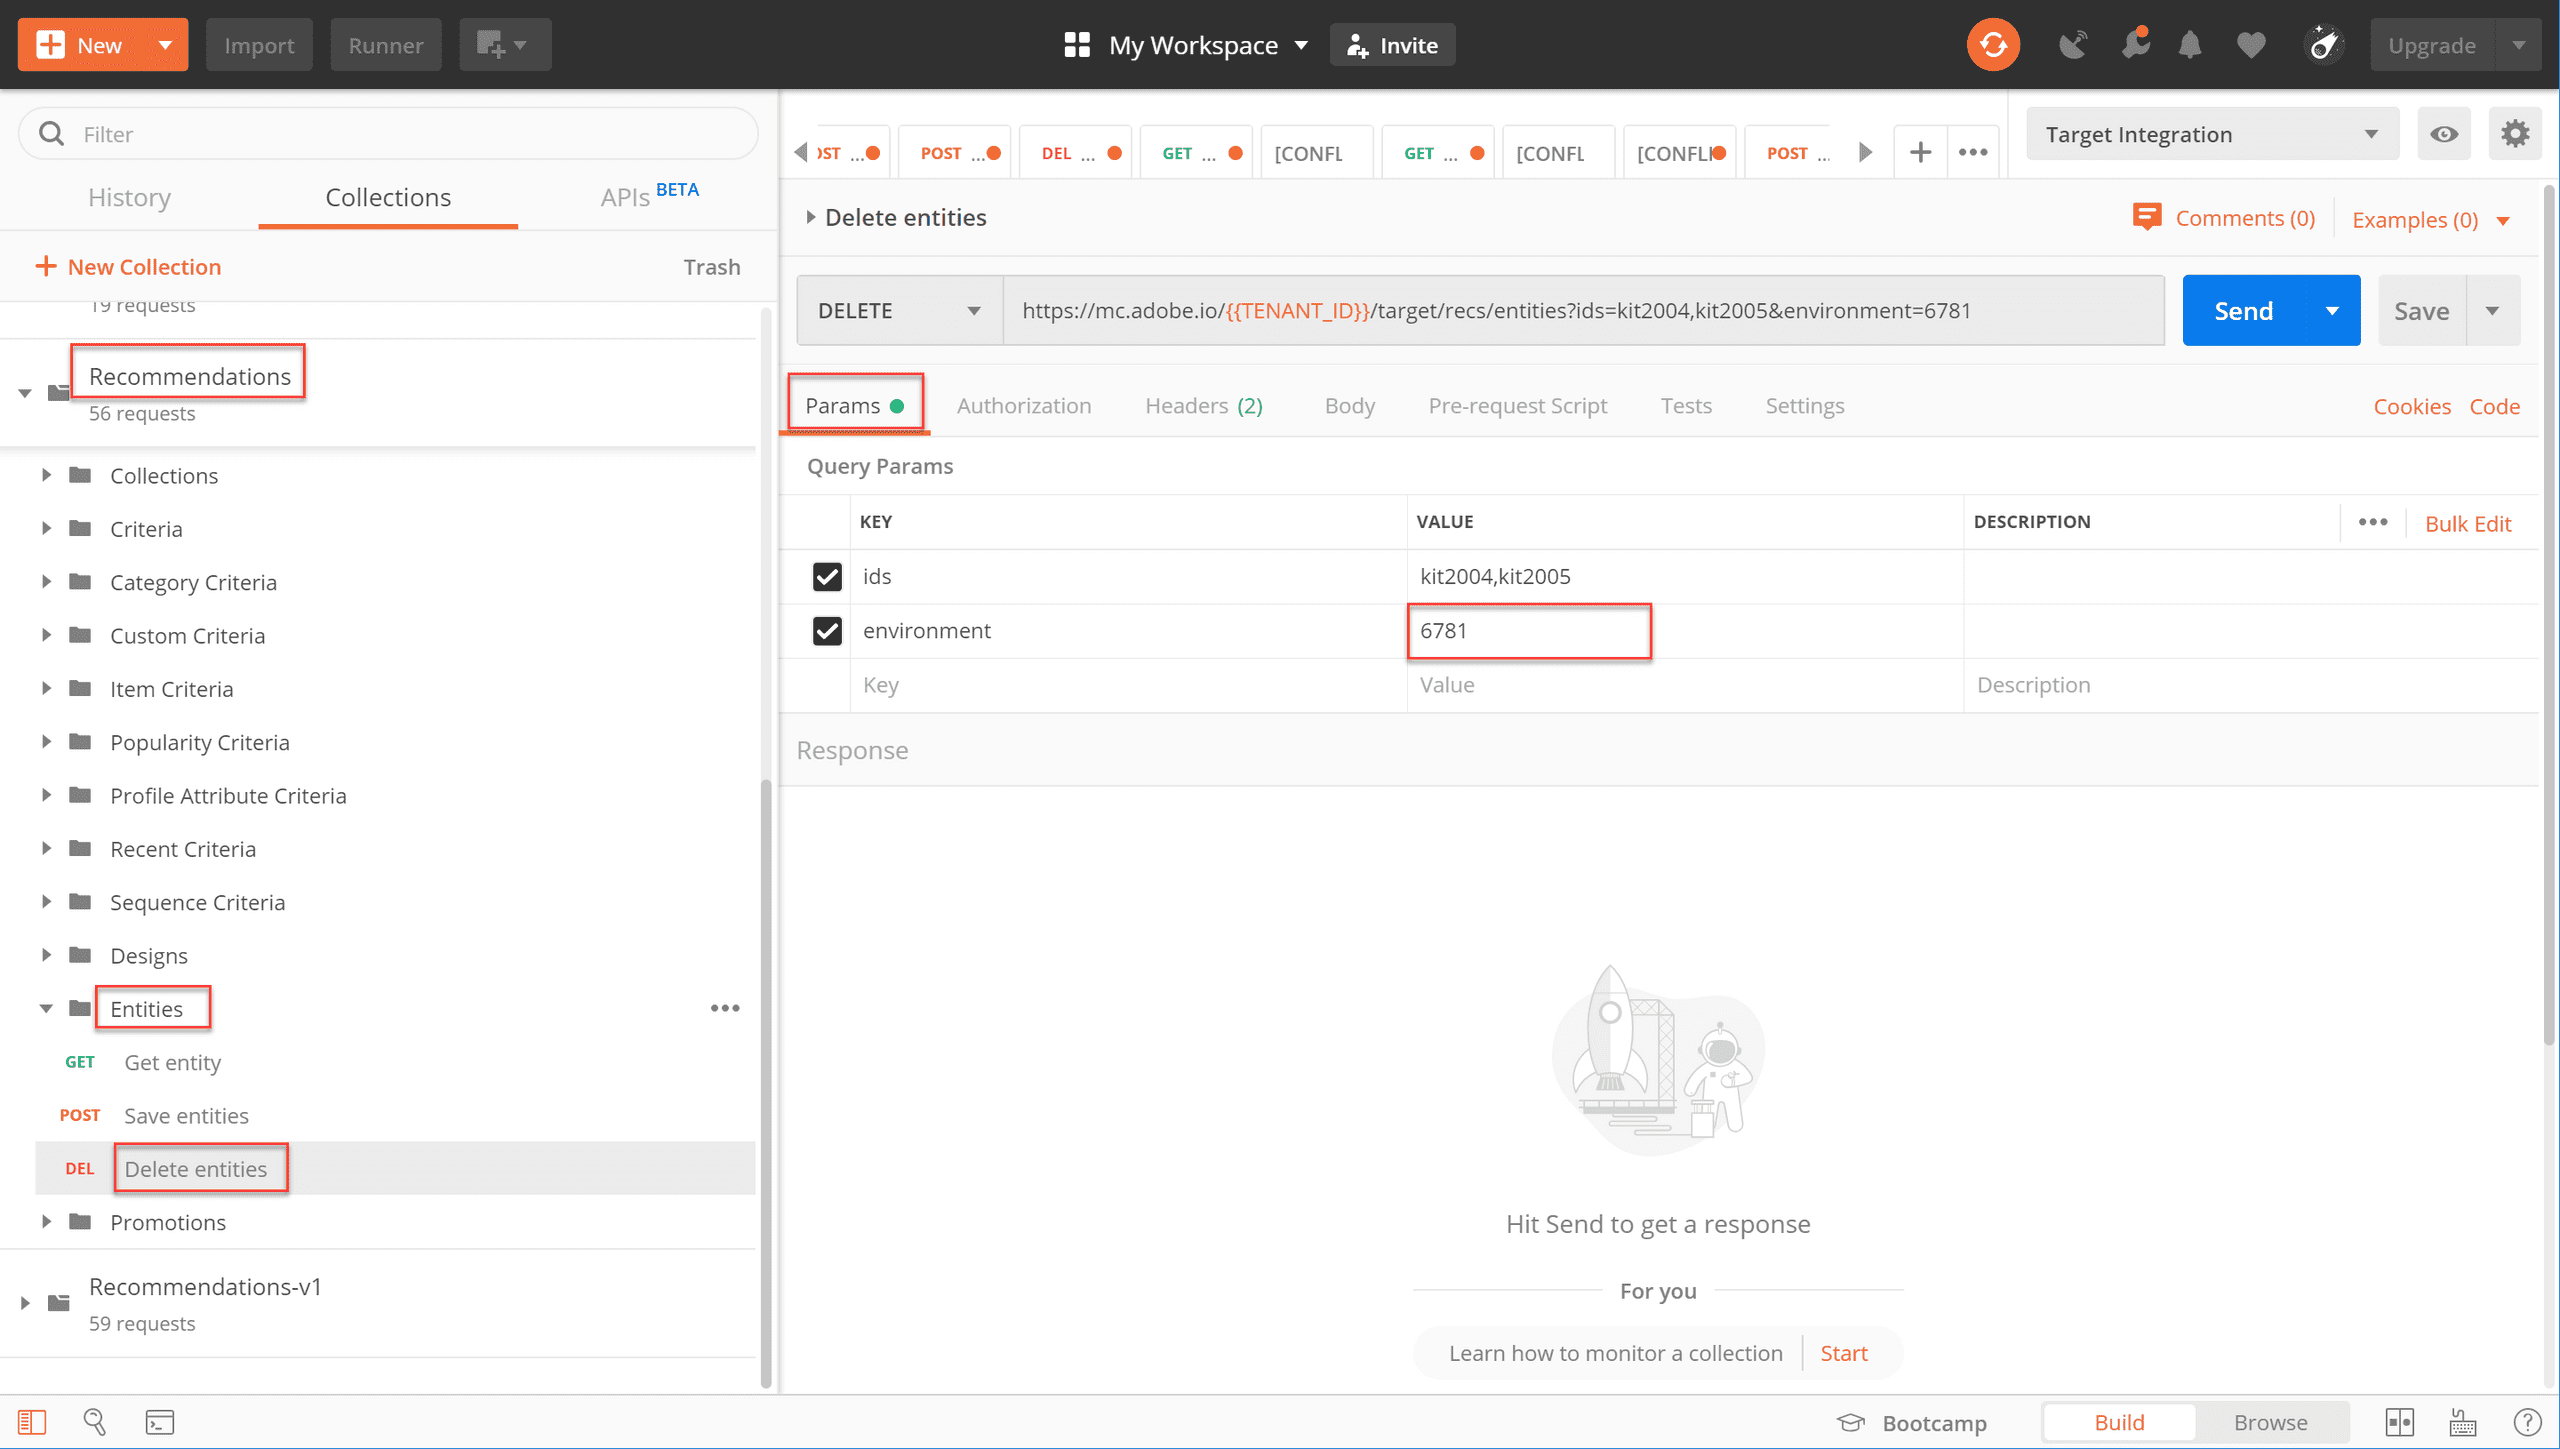 New
Import
Runner
My Workspace
Invite
Upgrade
Filter
History
Collections
APIs BETA
New Collection
Trash
19 requests
Recommendations
56 requests
Collections
Criteria
Category Criteria
Custom Criteria
Item Criteria
Popularity Criteria
Profile Attribute Criteria
Recent Criteria
Sequence Criteria
Designs
Entities
GET Get entity
POST Save entities
DEL Delete entities
Promotions
Recommendations-v1
59 requests
OST ...
POST ...
DEL ...
GET ...
[CONFL
GET ...
[CONFL
[CONFLI
POST ...
Target Integration
Delete entities
Comments (0)
Examples (0)
DELETE
https://mc.adobe.io/{{TENANT_ID}}/target/recs/entities?ids=kit2004,kit2005&environment=6781
Send
Save
Params
Authorization
Headers (2)
Body
Pre-request Script
Tests
Settings
Cookies
Code
Query Params
KEY VALUE DESCRIPTION
Bulk Edit
ids kit2004,kit2005
environment 6781
Key Value Description
Response
Hit Send to get a response
For you
Learn how to monitor a collection
Start
Bootcamp
Build
Browse